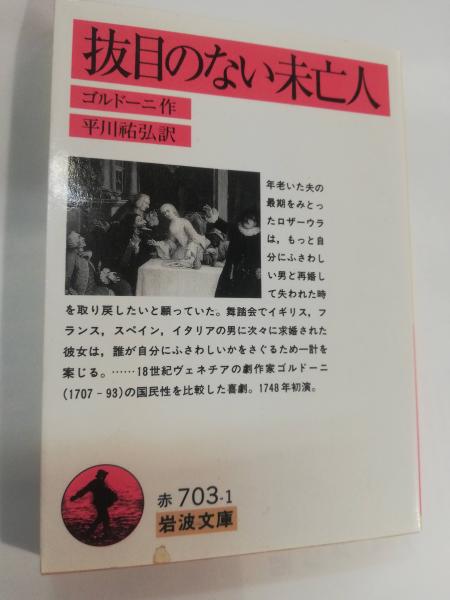 抜目のない未亡人
ゴルドーニ作
平川祐弘訳
年老いた夫の
最期をみとっ
たロザーウラ
は，もっと自
分にふさわし
い男と再婚し
て失われた時
を取り戻したいと願っていた。舞踏会でイギリス，フ
ランス，スペイン，イタリアの男に次々に求婚された
彼女は，誰が自分にふさわしいかをさぐるため一計を
案じる。……18世紀ヴェネチアの劇作家ゴルドーニ
(1707－93)の国民性を比較した喜劇。1748年初演。
赤 703-1
岩波文庫